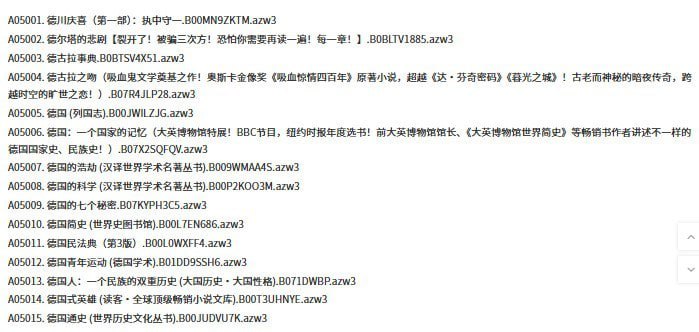 A05001. 德川庆喜（第一部）：执中守一.B00MN9ZKTM.azw3
A05002. 德尔塔的悲剧【裂开了！被骗三次方！恐怕你需要再读一遍！每一章！】.B0BLTV1885.azw3
A05003. 德古拉事典.B0BTSV4X51.azw3
A05004. 德古拉之吻（吸血鬼文学奠基之作！奥斯卡金像奖《吸血惊情四百年》原著小说，超越《达·芬奇密码》《暮光之城》！古老而神秘的暗夜传奇，跨
越时空的旷世之恋！）.B07R4JLP28.azw3
A05005. 德国 (列国志).B00JWILZJG.azw3
A05006. 德国：一个国家的记忆（大英博物馆特展！BBC节目，纽约时报年度选书！前大英博物馆馆长、《大英博物馆世界简史》等畅销书作者讲述不一样的
德国国家史、民族史！）.B07X2SQFQV.azw3
A05007. 德国的浩劫 (汉译世界学术名著丛书).B009WMAA4S.azw3
A05008. 德国的科学 (汉译世界学术名著丛书).B00P2KOO3M.azw3
A05009. 德国的七个秘密.B07KYPH3C5.azw3
A05010. 德国简史 (世界史图书馆).B00L7EN686.azw3
A05011. 德国民法典（第3版）.B00L0WXFF4.azw3
A05012. 德国青年运动 (德国学术).B01DD9SSH6.azw3
A05013. 德国人：一个民族的双重历史 (大国历史·大国性格).B071DWBP.azw3
A05014. 德国式英雄 (读客·全球顶级畅销小说文库).B00T3UHNYE.azw3
A05015. 德国通史 (世界历史文化丛书).B00JUDVU7K.azw3